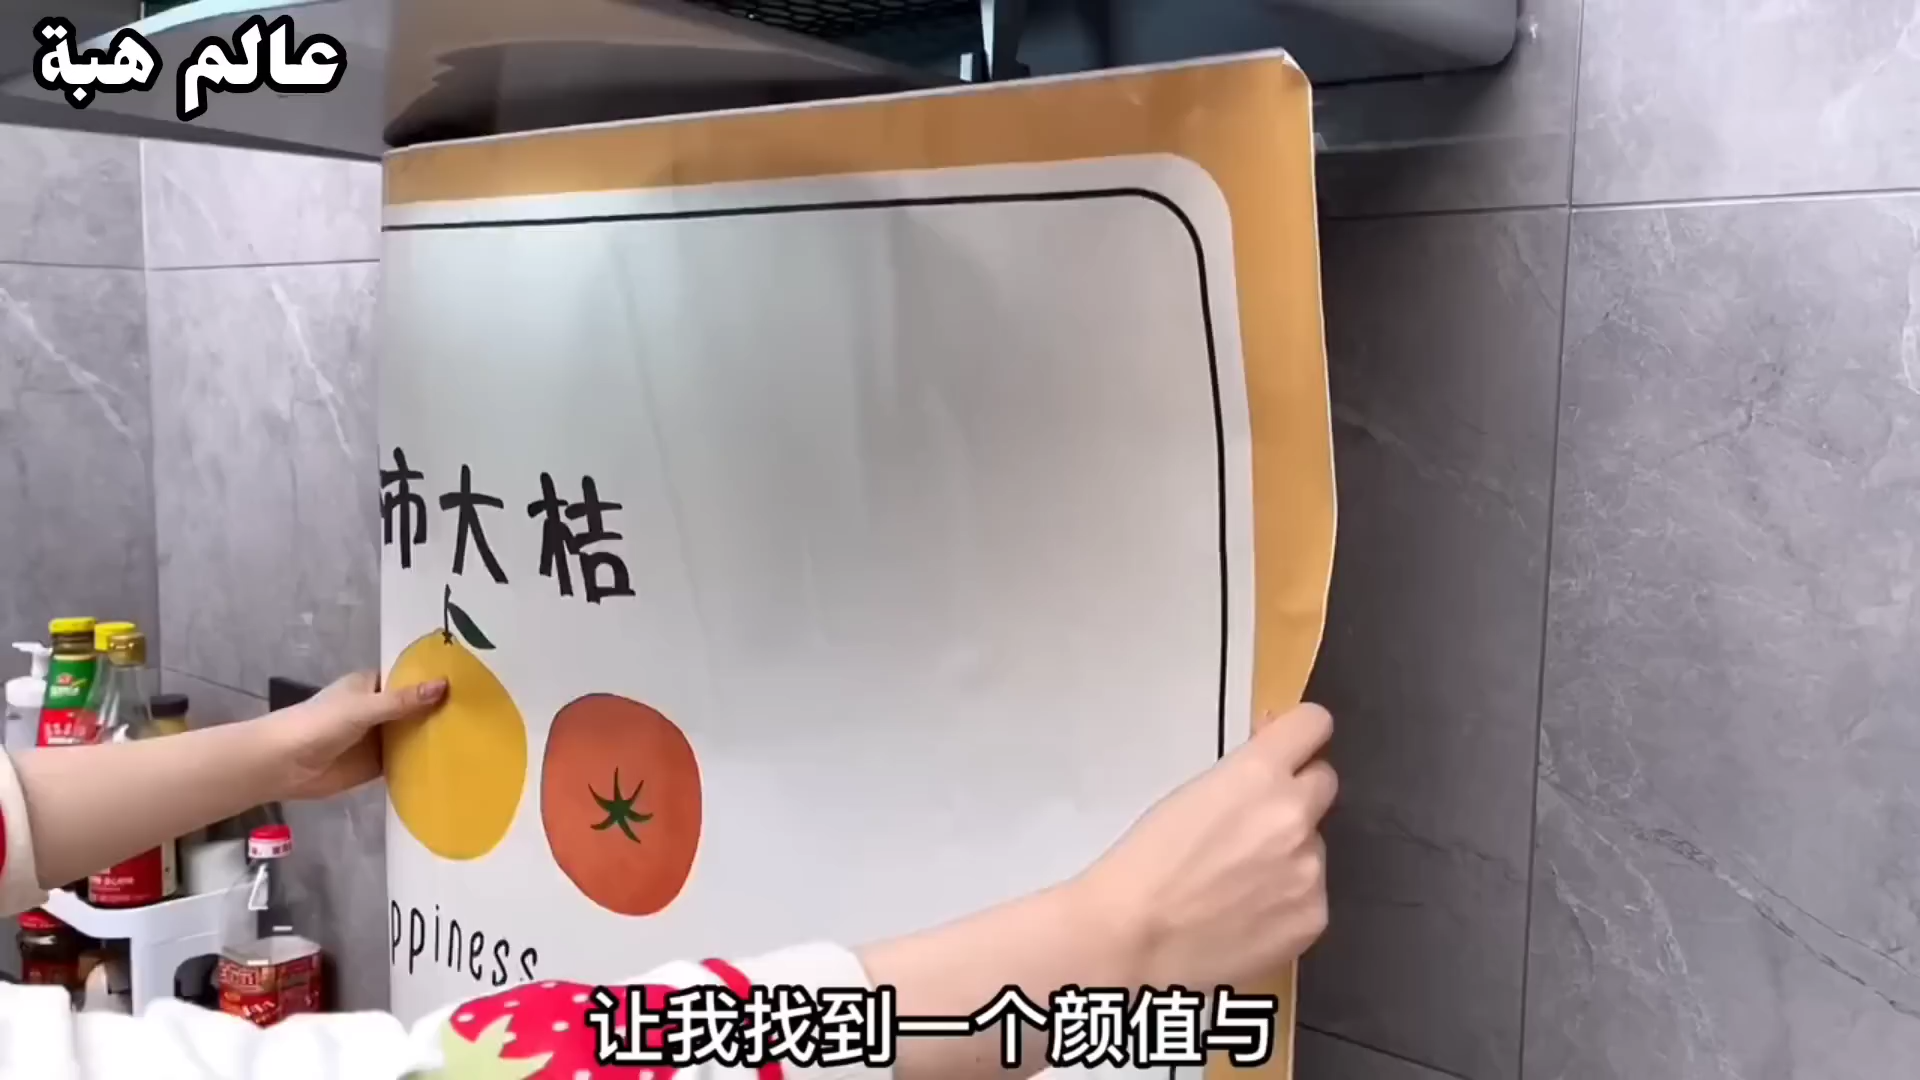 عالم هبة
柿大桔
ppiness
让我找到一个颜值与